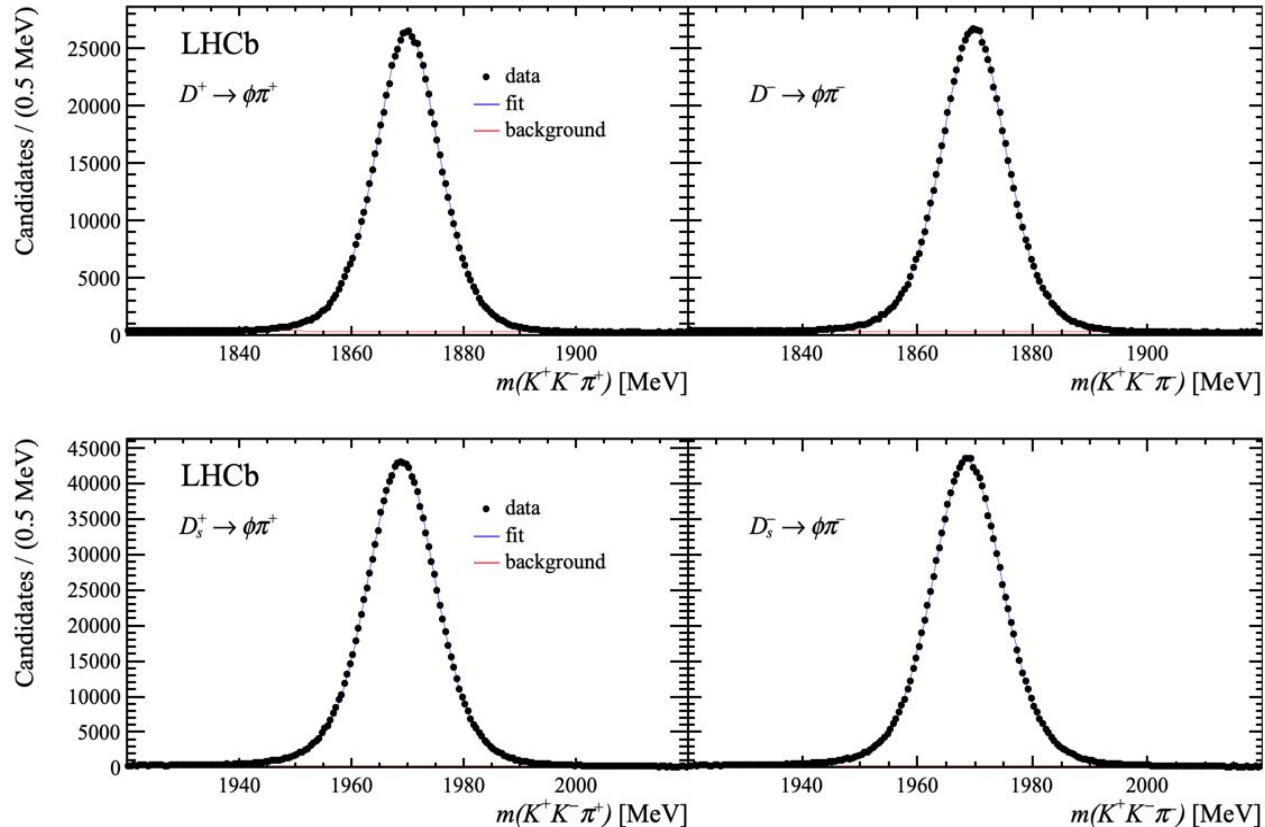 Candidates / (0.5 MeV)
25000
20000
15000
10000
5000
0
LHCb
D⁺ → ϕπ⁺
data
fit
background
1840 1860 1880 1900
m(K⁺K⁻π⁺) [MeV]
D⁻ → ϕπ⁻
1840 1860 1880 1900
m(K⁺K⁻π⁻) [MeV]
Candidates / (0.5 MeV)
45000
40000
35000
30000
25000
20000
15000
10000
5000
0
LHCb
Dₛ⁺ → ϕπ⁺
data
fit
background
1940 1960 1980 2000
m(K⁺K⁻π⁺) [MeV]
Dₛ⁻ → ϕπ⁻
1940 1960 1980 2000
m(K⁺K⁻π⁻) [MeV]